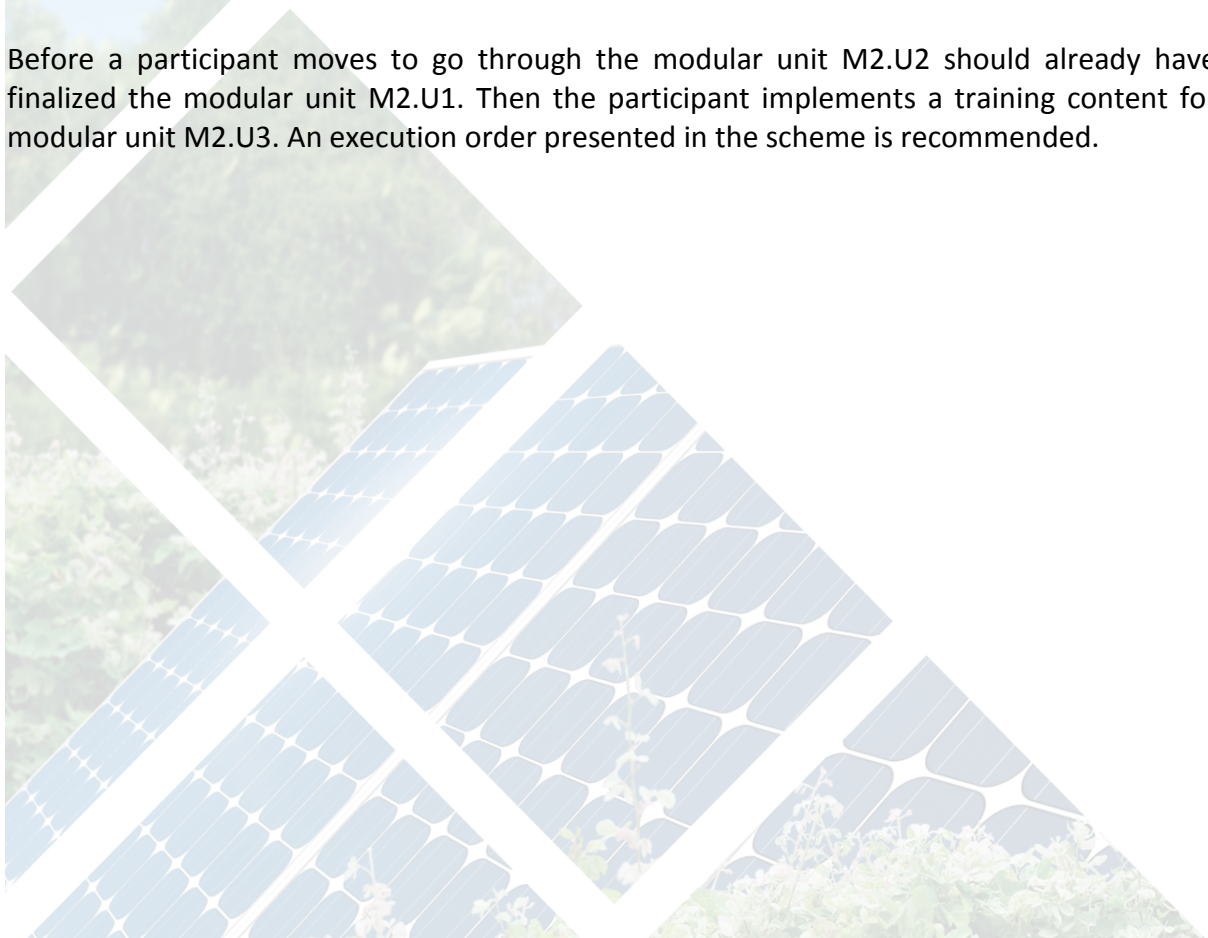 Before a participant moves to go through the modular unit M2.U2 should already have
finalized the modular unit M2.U1. Then the participant implements a training content fo
modular unit M2.U3. An execution order presented in the scheme is recommended.